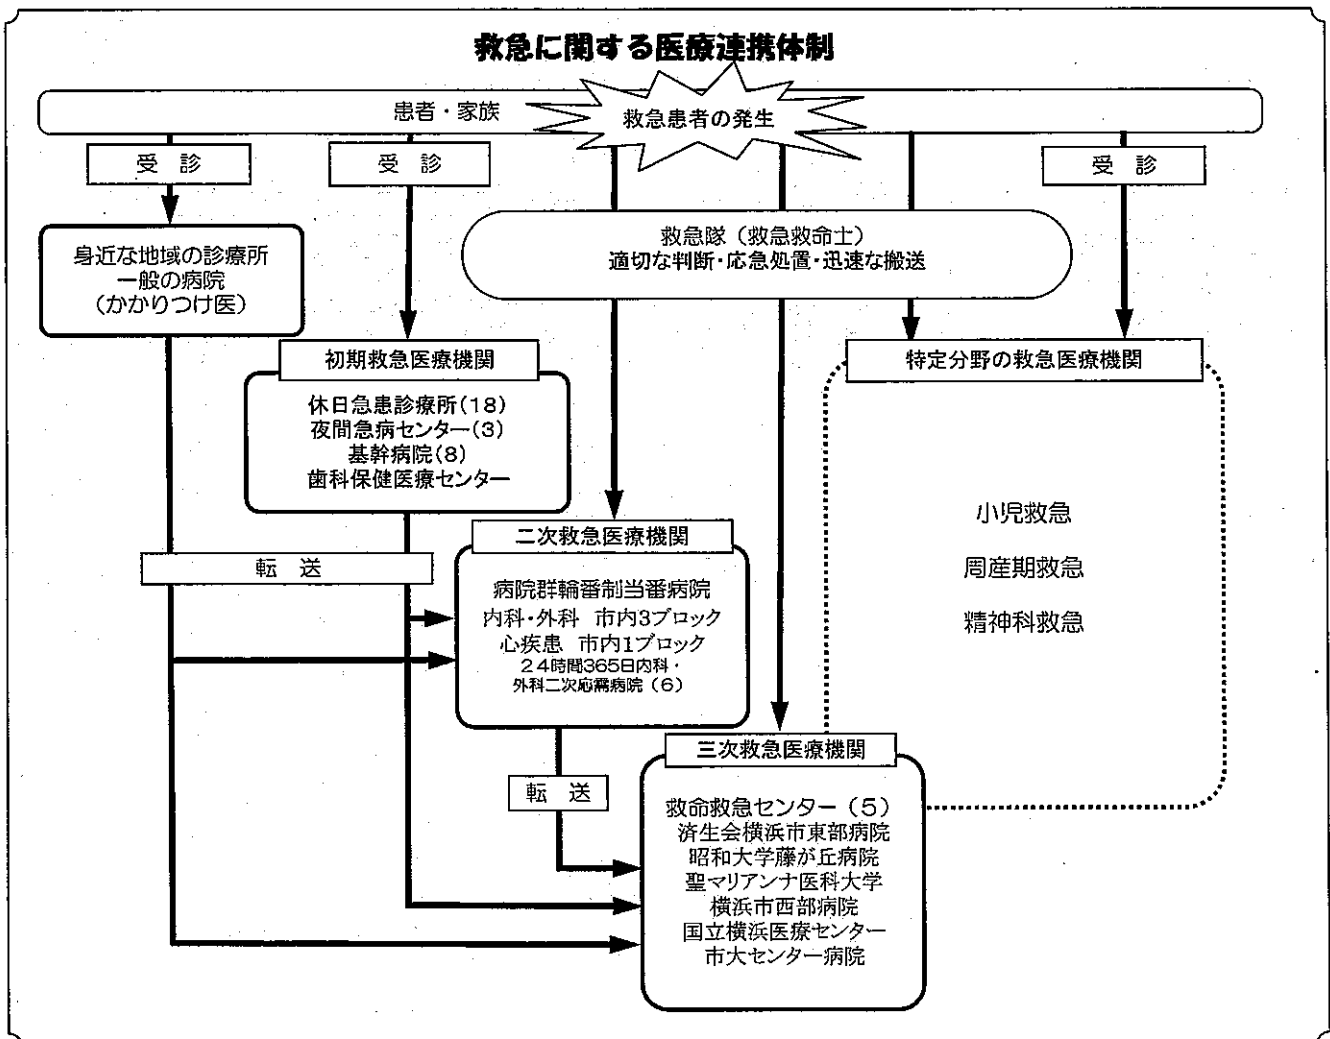 救急に関する医療連携体制
患者・家族
救急患者の発生
受 診
受 診
受 診
身近な地域の診療所
一般の病院
(かかりつけ医)
救急隊(救急救命士)
適切な判断・応急処置・迅速な搬送
初期救急医療機関
休日急患診療所(18)
夜間急病センター(3)
基幹病院(8)
歯科保健医療センター
特定分野の救急医療機関
小児救急
周産期救急
精神科救急
転 送
二次救急医療機関
病院群輪番制当番病院
内科・外科 市内3ブロック
心疾患 市内1ブロック
24時間365日内科・
外科二次応需病院(6)
転 送
三次救急医療機関
救命救急センター(5)
済生会横浜市東部病院
昭和大学藤が丘病院
聖マリアンナ医科大学
横浜市西部病院
国立横浜医療センター
市大センター病院